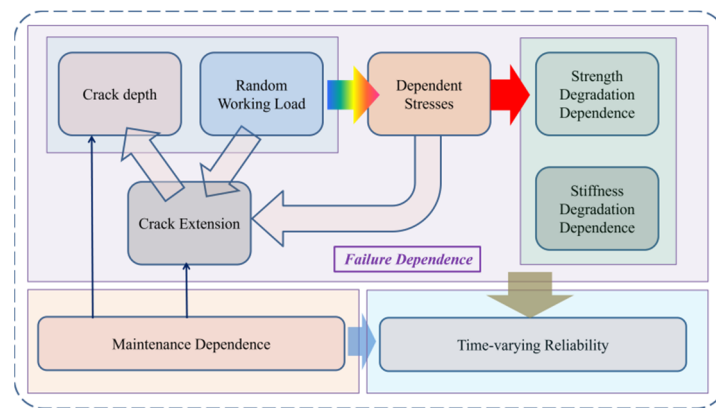 Crack depth
Random
Working Load
Dependent
Stresses
Strength
Degradation
Dependence
Stiffness
Degradation
Dependence
Crack Extension
Failure Dependence
Maintenance Dependence
Time-varying Reliability